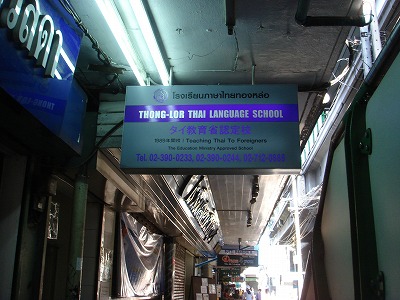 โรงเรียนภาษาไทยทองหล่อ
THONG-LOR THAI LANGUAGE SCHOOL
タイ教育省認定校
Teaching Thai To Foreigners
The Education Ministry Approved School
Tel. 02-390-0233, 02-390-0244, 02-712-